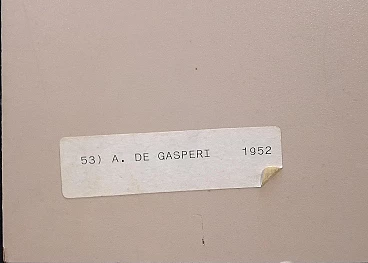 53) A. DE GASPERI 1952